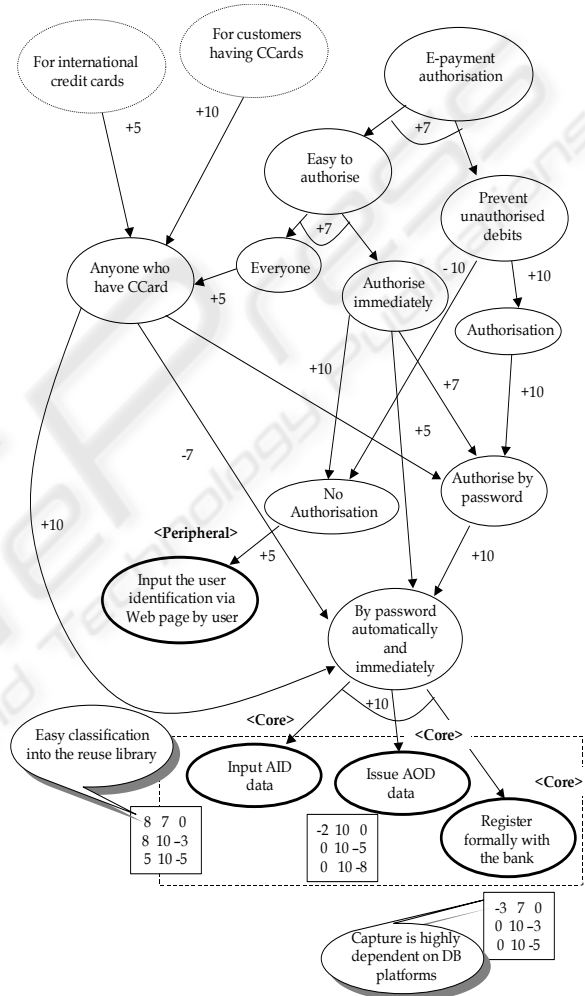 For customers
having CCards
For international
credit cards
E-payment
authorisation
+5
+10
+7
Easy to
authorise
Prevent
unauthorised
debits
+7
Anyone who
have CCard
Everyone
+5
Authorise
immediately
- 10
+10
Authorisation
+10
+7
+10
+5
-7
Authorise by
password
No
Authorisation
+10
<Peripheral>
+5
+10
Input the user
identification via
Web page by user
By password
automatically
and
immediately
+10
<Core>
<Core>
<Core>
Easy classification
into the reuse library
Input AID
data
Issue AOD
data
Register
formally with
the bank
8 7 0
8 10 –3
5 10 -5
-2 10 0
0 10 –5
0 10 -8
-3 7 0
0 10 –3
0 10 -5
Capture is highly
dependent on DB
platforms